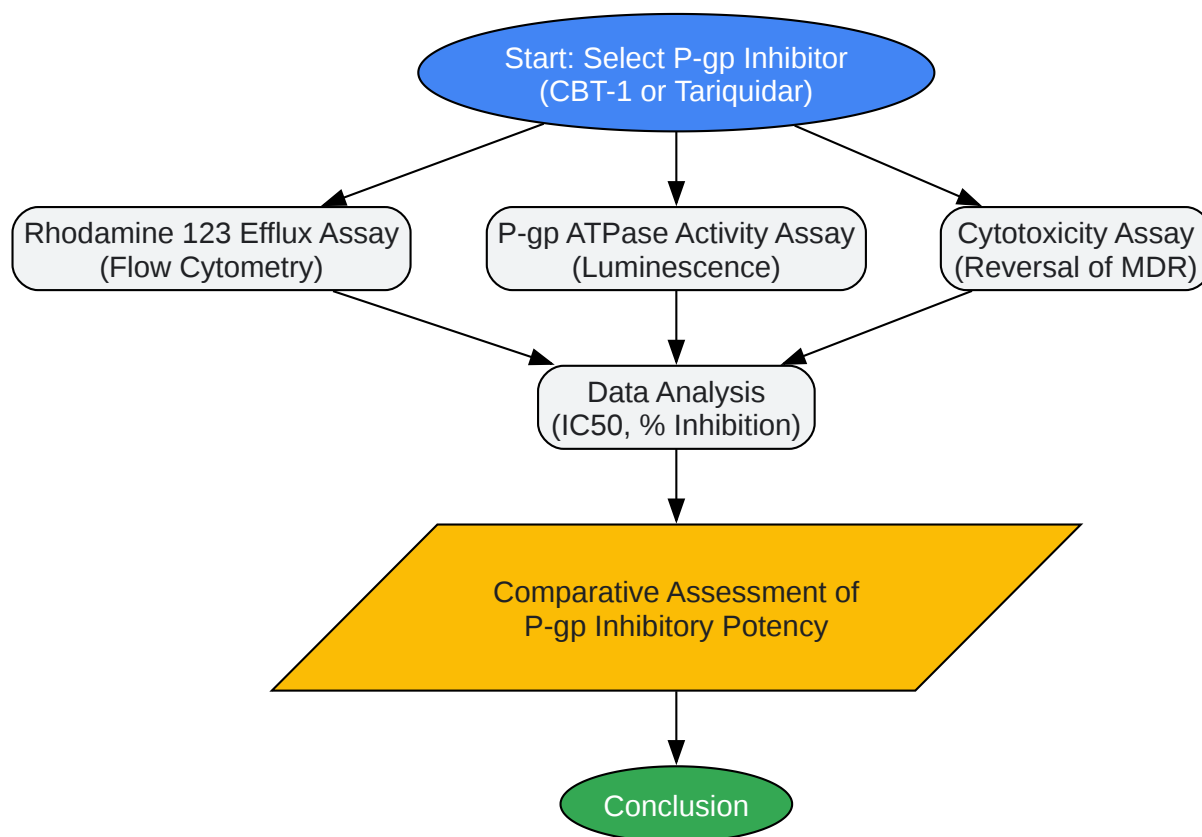 Start: Select P-gp Inhibitor
(CBT-1 or Tariquidar)
Rhodamine 123 Efflux Assay
(Flow Cytometry)
P-gp ATPase Activity Assay
(Luminescence)
Cytotoxicity Assay
(Reversal of MDR)
Data Analysis
(IC50, % Inhibition)
Comparative Assessment of
P-gp Inhibitory Potency
Conclusion